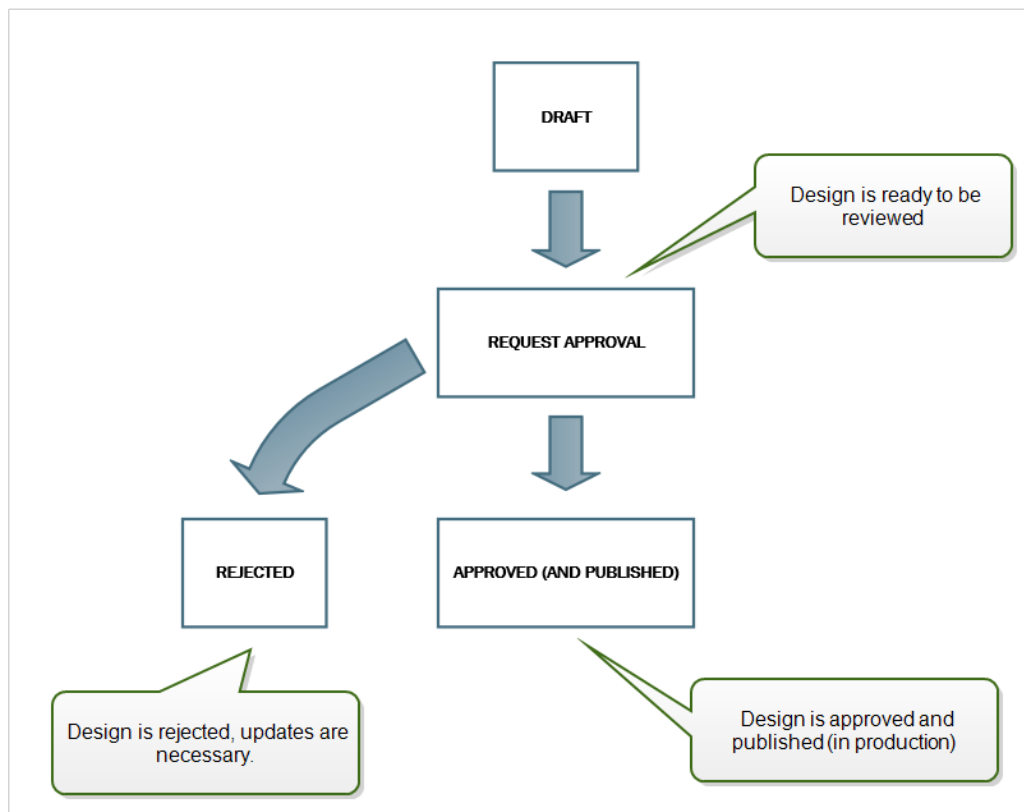 DRAFT
Design is ready to be
reviewed
REQUEST APPROVAL
REJECTED
APPROVED (AND PUBLISHED)
Design is rejected, updates are
necessary.
Design is approved and
published (in production)